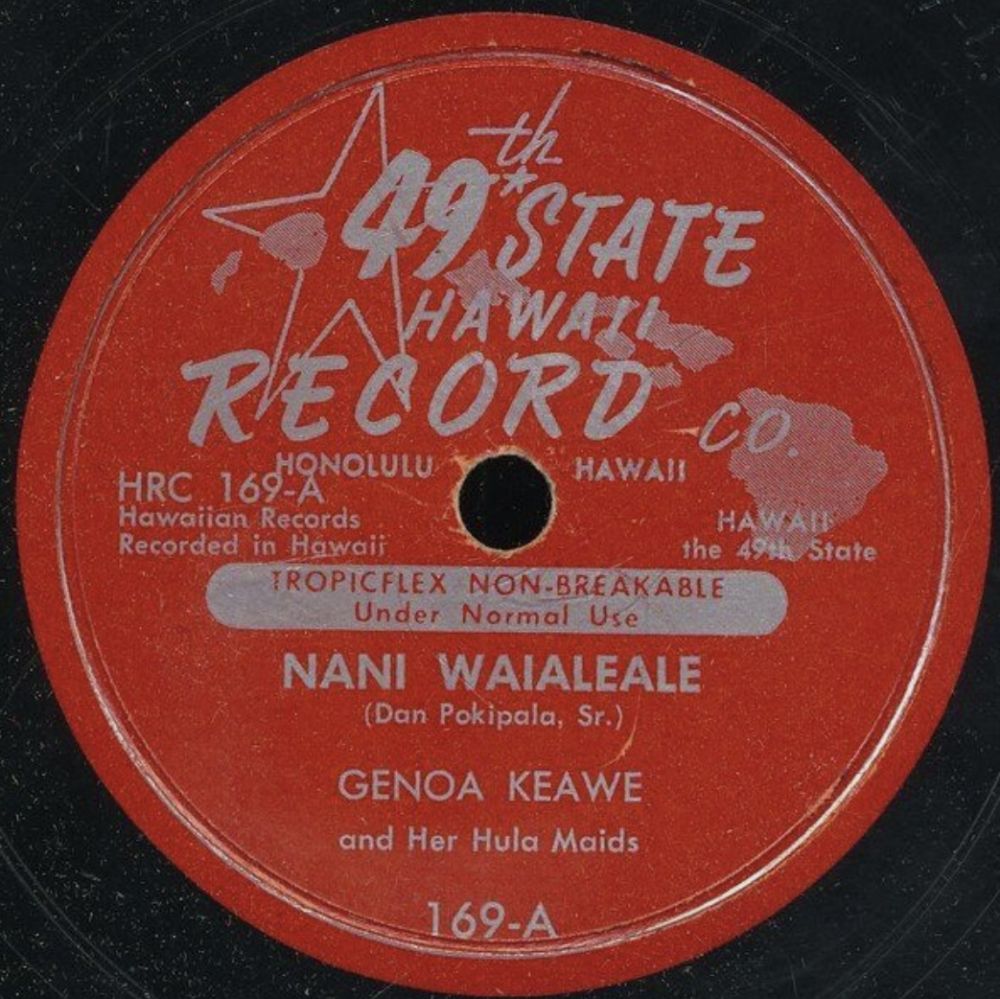 49th STATE
HAWAII
RECORD CO.
HONOLULU HAWAII
HRC 169-A
Hawaiian Records
Recorded in Hawaii
HAWAII
the 49th State
TROPICFLEX NON-BREAKABLE
Under Normal Use
NANI WAIALEALE
(Dan Pokipala, Sr.)
GENOA KEAWE
and Her Hula Maids
169-A